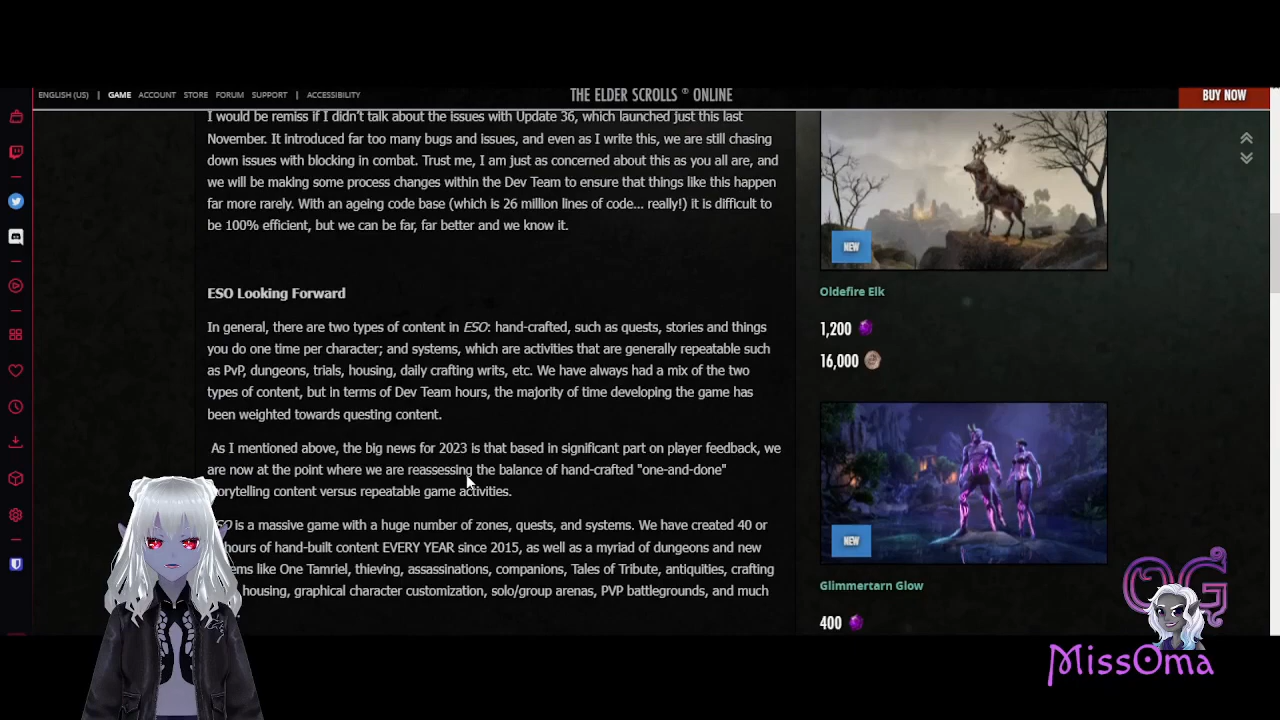 ENGLISH (US) | GAME ACCOUNT STORE FORUM SUPPORT | ACCESSIBILITY
THE ELDER SCROLLS ® ONLINE
BUY NOW
I would be remiss if I didn't talk about the issues with Update 36, which launched just this last
November. It introduced far too many bugs and issues, and even as I write this, we are still chasing
down issues with blocking in combat. Trust me, I am just as concerned about this as you all are, and
we will be making some process changes within the Dev Team to ensure that things like this happen
far more rarely. With an ageing code base (which is 26 million lines of code... really!) it is difficult to
be 100% efficient, but we can be far, far better and we know it.
ESO Looking Forward
In general, there are two types of content in ESO: hand-crafted, such as quests, stories and things
you do one time per character; and systems, which are activities that are generally repeatable such
as PvP, dungeons, trials, housing, daily crafting writs, etc. We have always had a mix of the two
types of content, but in terms of Dev Team hours, the majority of time developing the game has
been weighted towards questing content.
As I mentioned above, the big news for 2023 is that based in significant part on player feedback, we
are now at the point where we are reassessing the balance of hand-crafted "one-and-done"
orytelling content versus repeatable game activities.
is a massive game with a huge number of zones, quests, and systems. We have created 40 or
hours of hand-built content EVERY YEAR since 2015, as well as a myriad of dungeons and new
ems like One Tamriel, thieving, assassinations, companions, Tales of Tribute, antiquities, crafting
housing, graphical character customization, solo/group arenas, PVP battlegrounds, and much
NEW
Oldefire Elk
1,200
16,000
NEW
Glimmertarn Glow
400
OG
MissOma